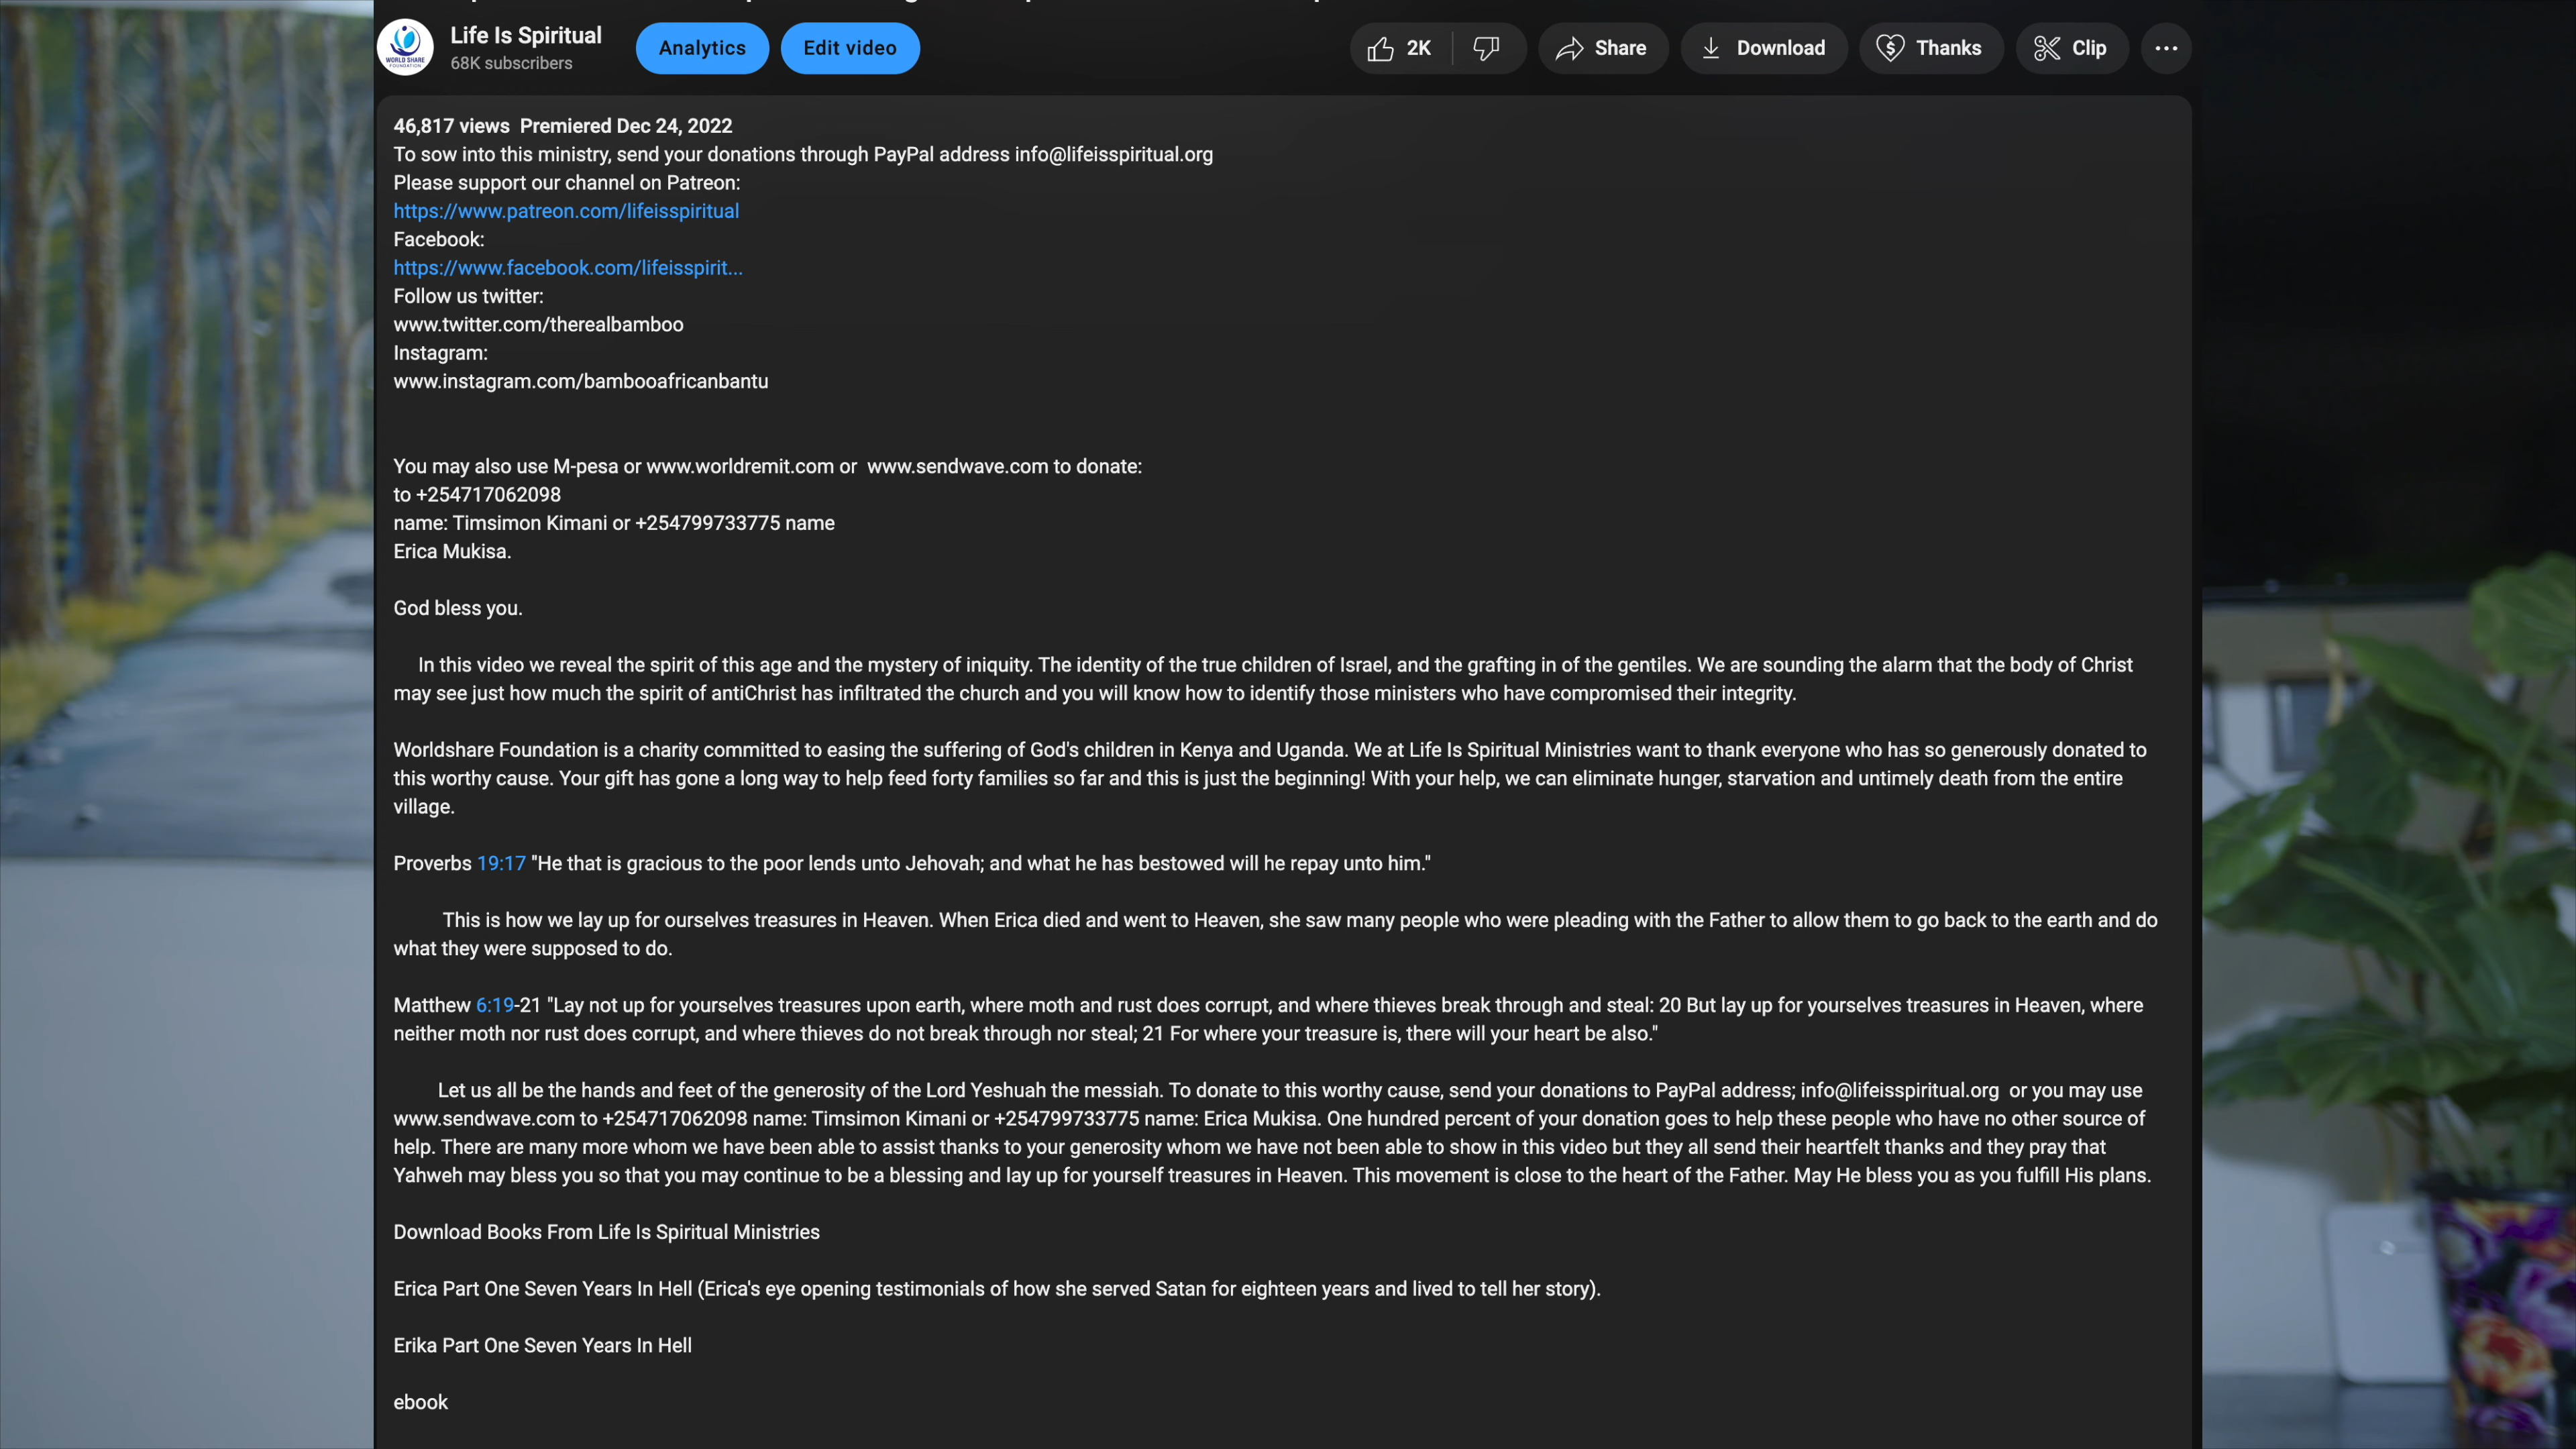 Life Is Spiritual
68K subscribers
Analytics
Edit video
2K
Share
Download
Thanks
Clip
WORLD SHARE
FOUNDATION
46,817 views Premiered Dec 24, 2022
To sow into this ministry, send your donations through PayPal address info@lifeisspiritual.org
Please support our channel on Patreon:
https://www.patreon.com/lifeisspiritual
Facebook:
https://www.facebook.com/lifeisspirit...
Follow us twitter:
www.twitter.com/therealbamboo
Instagram:
www.instagram.com/bambooafricanbantu
You may also use M-pesa or www.worldremit.com or www.sendwave.com to donate:
to +254717062098
name: Timsimon Kimani or +254799733775 name
Erica Mukisa.
God bless you.
In this video we reveal the spirit of this age and the mystery of iniquity. The identity of the true children of Israel, and the grafting in of the gentiles. We are sounding the alarm that the body of Christ
may see just how much the spirit of antiChrist has infiltrated the church and you will know how to identify those ministers who have compromised their integrity.
Worldshare Foundation is a charity committed to easing the suffering of God's children in Kenya and Uganda. We at Life Is Spiritual Ministries want to thank everyone who has so generously donated to
this worthy cause. Your gift has gone a long way to help feed forty families so far and this is just the beginning! With your help, we can eliminate hunger, starvation and untimely death from the entire
village.
Proverbs 19:17 "He that is gracious to the poor lends unto Jehovah; and what he has bestowed will he repay unto him."
This is how we lay up for ourselves treasures in Heaven. When Erica died and went to Heaven, she saw many people who were pleading with the Father to allow them to go back to the earth and do
what they were supposed to do.
Matthew 6:19-21 "Lay not up for yourselves treasures upon earth, where moth and rust does corrupt, and where thieves break through and steal: 20 But lay up for yourselves treasures in Heaven, where
neither moth nor rust does corrupt, and where thieves do not break through nor steal; 21 For where your treasure is, there will your heart be also."
Let us all be the hands and feet of the generosity of the Lord Yeshuah the messiah. To donate to this worthy cause, send your donations to PayPal address; info@lifeisspiritual.org or you may use
www.sendwave.com to +254717062098 name: Timsimon Kimani or +254799733775 name: Erica Mukisa. One hundred percent of your donation goes to help these people who have no other source of
help. There are many more whom we have been able to assist thanks to your generosity whom we have not been able to show in this video but they all send their heartfelt thanks and they pray that
Yahweh may bless you so that you may continue to be a blessing and lay up for yourself treasures in Heaven. This movement is close to the heart of the Father. May He bless you as you fulfill His plans.
Download Books From Life Is Spiritual Ministries
Erica Part One Seven Years In Hell (Erica's eye opening testimonials of how she served Satan for eighteen years and lived to tell her story).
Erika Part One Seven Years In Hell
ebook